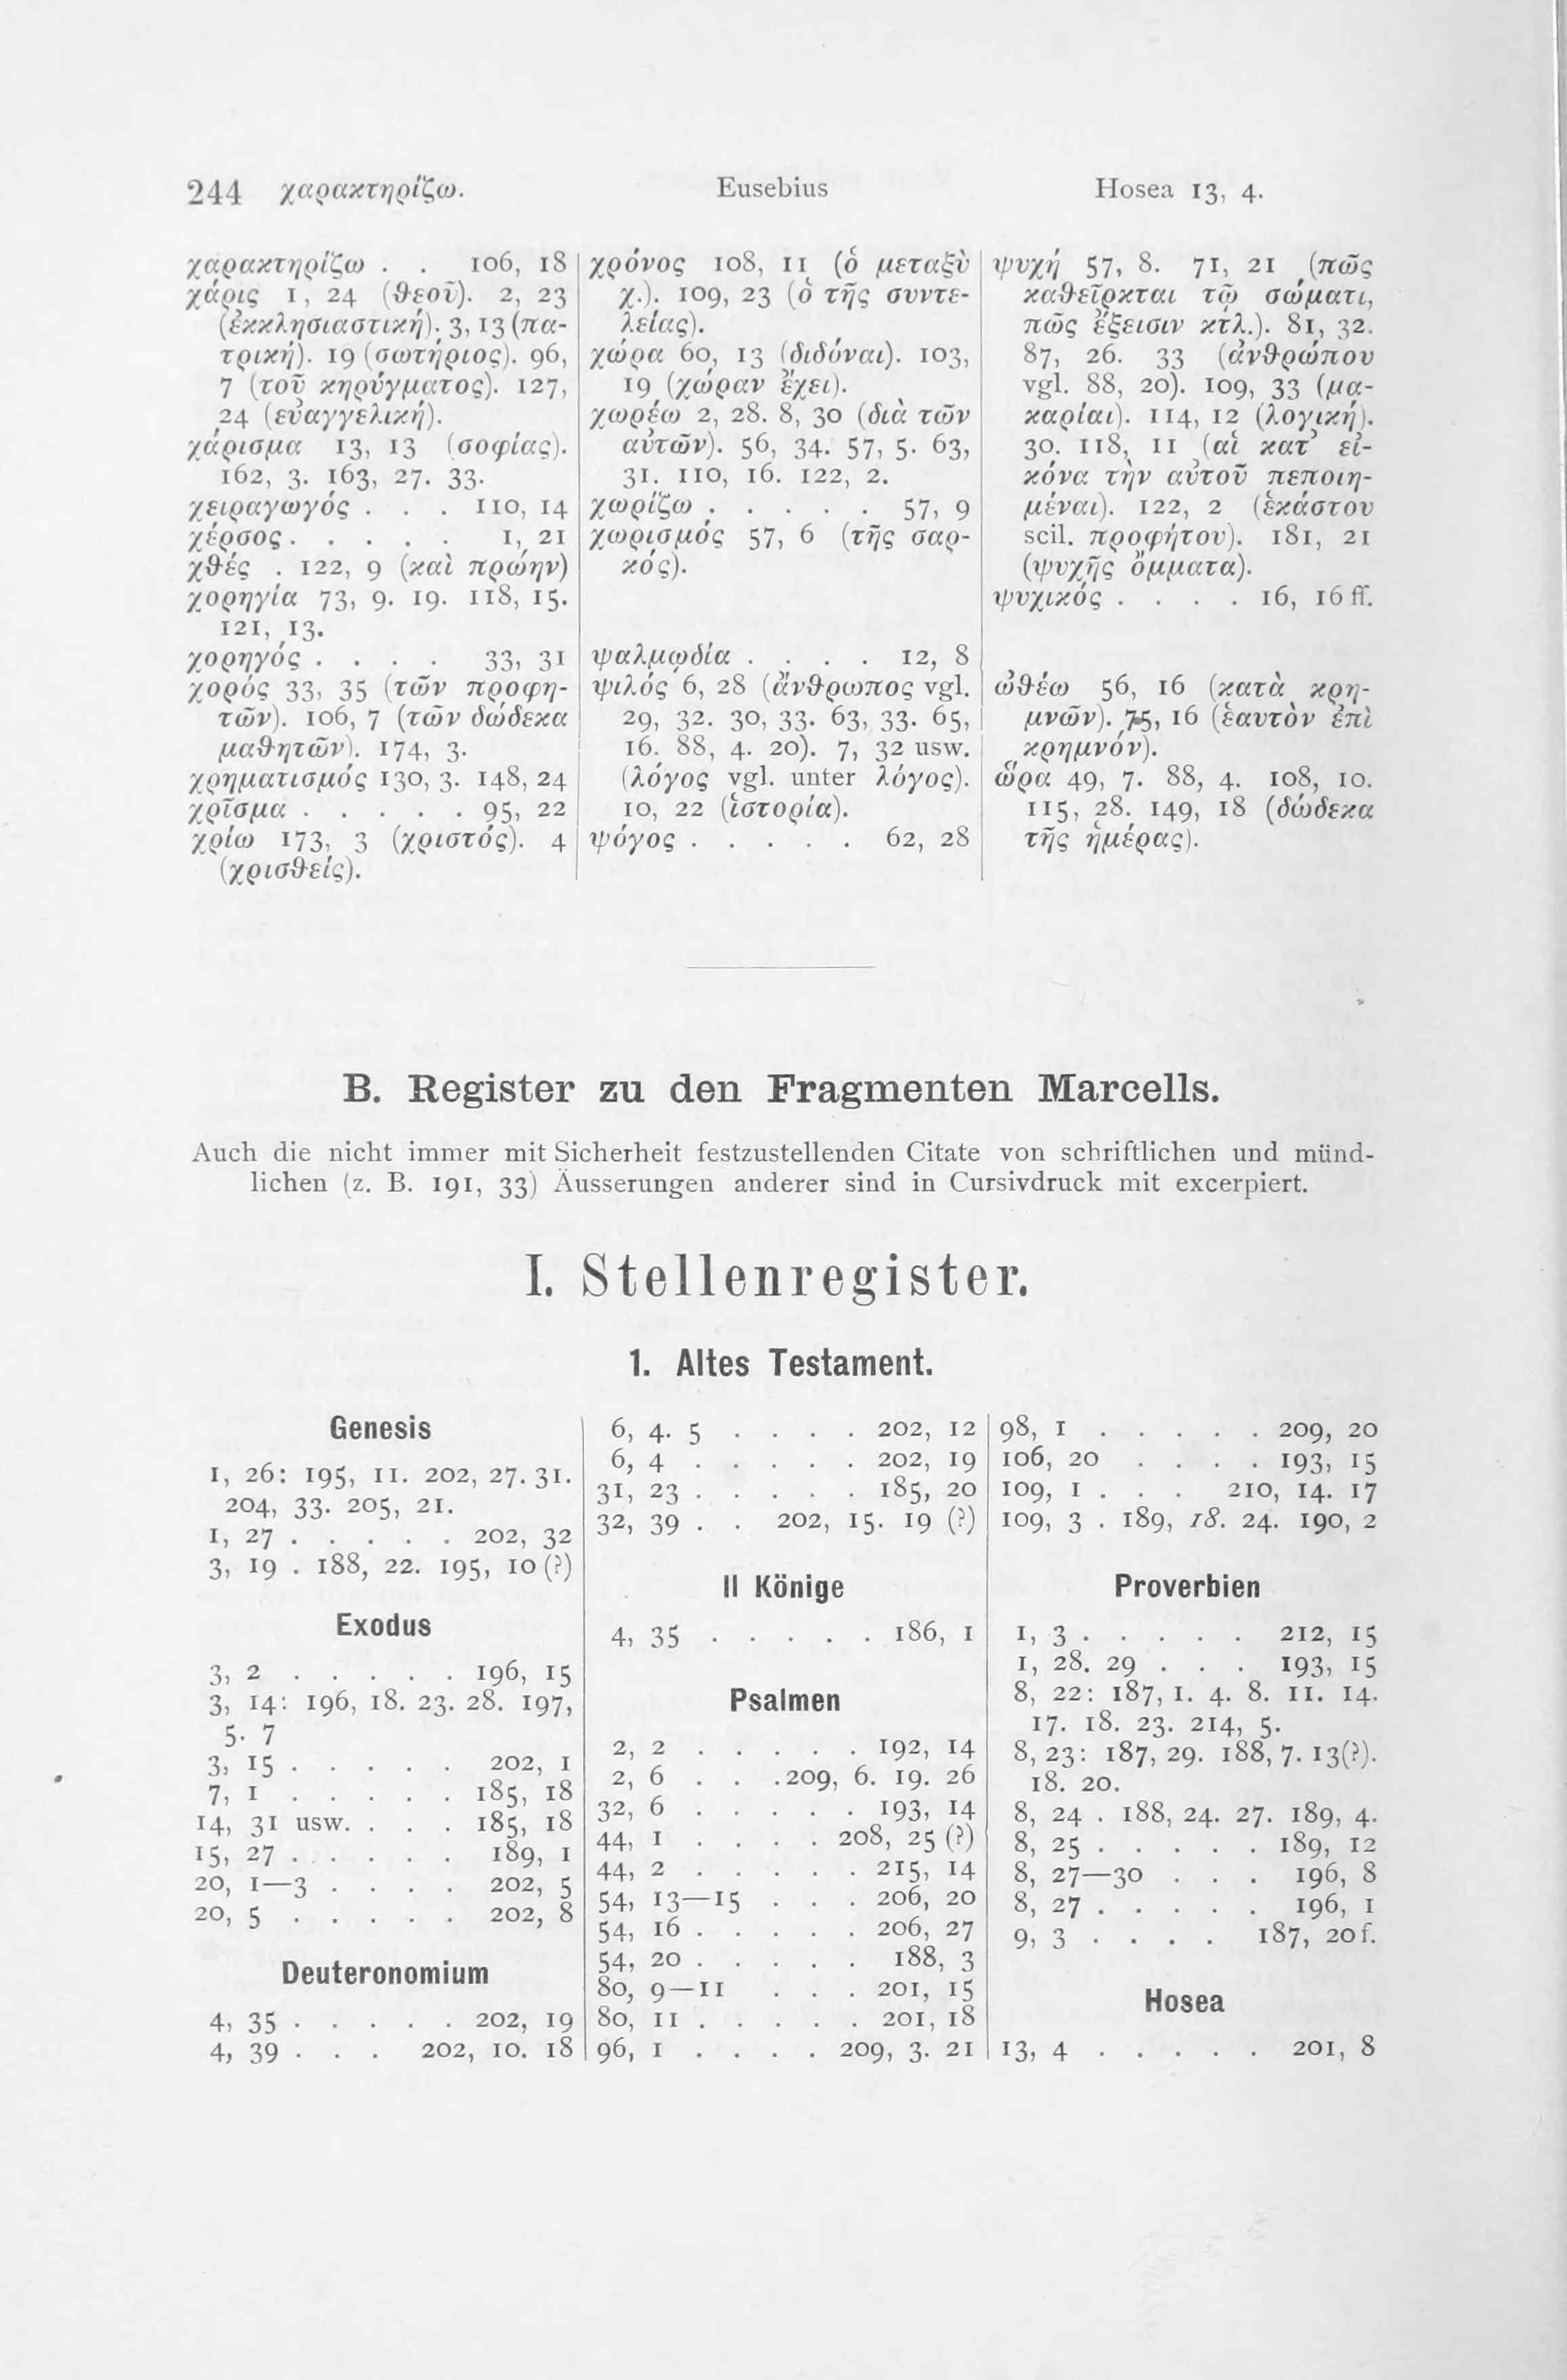 244 χαρακτηρίζω. Eusebius Hosea 13, 4.
χαρακτηρίζω . . 106, 18
χάρις 1, 24 (θεοῦ). 2, 23
(ἐκκλησιαστική). 3, 13 (πα-
τρική). 19 (σωτήριος). 96,
7 (τοῦ κηρύγματος). 127,
24 (εὐαγγελική).
χάρισμα 13, 13 (σοφίας).
162, 3. 163, 27. 33.
χειραγωγός . . . 110, 14
χέρσος . . . . . 1, 21
χθές . 122, 9 (καὶ πρώην)
χορηγία 73, 9. 19. 118, 15.
121, 13.
χορηγός . . . . 33, 31
χορός 33, 35 (τῶν προφη-
τῶν). 106, 7 (τῶν δώδεκα
μαθητῶν). 174, 3.
χρηματισμός 130, 3. 148, 24
χρῖσμα . . . . . 95, 22
χρίω 173, 3 (χριστός). 4
(χρισθείς).
χρόνος 108, 11 (ὁ μεταξὺ
χ.). 109, 23 (ὁ τῆς συντε-
λείας).
χώρα 60, 13 (διδόναι). 103,
19 (χώραν ἔχει).
χωρέω 2, 28. 8, 30 (διὰ τῶν
αὐτῶν). 56, 34. 57, 5. 63,
31. 110, 16. 122, 2.
χωρίζω . . . . . 57, 9
χωρισμός 57, 6 (τῆς σαρ-
κός).
ψαλμῳδία . . . . 12, 8
ψιλός 6, 28 (ἄνθρωπος vgl.
29, 32. 30, 33. 63, 33. 65,
16. 88, 4. 20). 7, 32 usw.
(λόγος vgl. unter λόγος).
10, 22 (ἱστορία).
ψόγος . . . . . 62, 28
ψυχή 57, 8. 71, 21 (πῶς
καθεῖρκται τῷ σώματι,
πῶς ἔξεισιν κτλ.). 81, 32.
87, 26. 33 (ἀνθρώπου
vgl. 88, 20). 109, 33 (μα-
καρίαι). 114, 12 (λογική).
30. 118, 11 (αἱ κατ᾽ εἰ-
κόνα τὴν αὐτοῦ πεποιη-
μέναι). 122, 2 (ἑκάστου
scil. προφήτου). 181, 21
(ψυχῆς ὄμματα).
ψυχικός . . . . 16, 16 ff.
ὠθέω 56, 16 (κατὰ κρη-
μνῶν). 75, 16 (ἑαυτὸν ἐπὶ
κρημνόν).
ὥρα 49, 7. 88, 4. 108, 10.
115, 28. 149, 18 (δώδεκα
τῆς ἡμέρας).
B. Register zu den Fragmenten Marcells.
Auch die nicht immer mit Sicherheit festzustellenden Citate von schriftlichen und münd-
lichen (z. B. 191, 33) Äusserungen anderer sind in Cursivdruck mit excerpiert.
I. Stellenregister.
1. Altes Testament.
Genesis
1, 26: 195, 11. 202, 27. 31.
204, 33. 205, 21.
1, 27 . . . . . 202, 32
3, 19 . 188, 22. 195, 10 (?)
Exodus
3, 2 . . . . . 196, 15
3, 14: 196, 18. 23. 28. 197,
5. 7
3, 15 . . . . . 202, 1
7, 1 . . . . . 185, 18
14, 31 usw. . . . 185, 18
15, 27 . . . . . 189, 1
20, 1—3 . . . . 202, 5
20, 5 . . . . . 202, 8
Deuteronomium
4, 35 . . . . . 202, 19
4, 39 . . . 202, 10. 18
6, 4. 5 . . . . 202, 12
6, 4 . . . . . 202, 19
31, 23 . . . . . 185, 20
32, 39 . . 202, 15. 19 (?)
II Könige
4, 35 . . . . . 186, 1
Psalmen
2, 2 . . . . . 192, 14
2, 6 . . . 209, 6. 19. 26
32, 6 . . . . . 193, 14
44, 1 . . . . 208, 25 (?)
44, 2 . . . . . 215, 14
54, 13—15 . . . 206, 20
54, 16 . . . . . 206, 27
54, 20 . . . . . 188, 3
80, 9—11 . . . 201, 15
80, 11 . . . . . 201, 18
96, 1 . . . . 209, 3. 21
98, 1 . . . . . 209, 20
106, 20 . . . . 193, 15
109, 1 . . . 210, 14. 17
109, 3 . 189, 18. 24. 190, 2
Proverbien
1, 3 . . . . . 212, 15
1, 28. 29 . . . 193, 15
8, 22: 187, 1. 4. 8. 11. 14.
17. 18. 23. 214, 5.
8, 23: 187, 29. 188, 7. 13(?).
18. 20.
8, 24 . 188, 24. 27. 189, 4.
8, 25 . . . . . 189, 12
8, 27—30 . . . 196, 8
8, 27 . . . . . 196, 1
9, 3 . . . . 187, 20 f.
Hosea
13, 4 . . . . . 201, 8